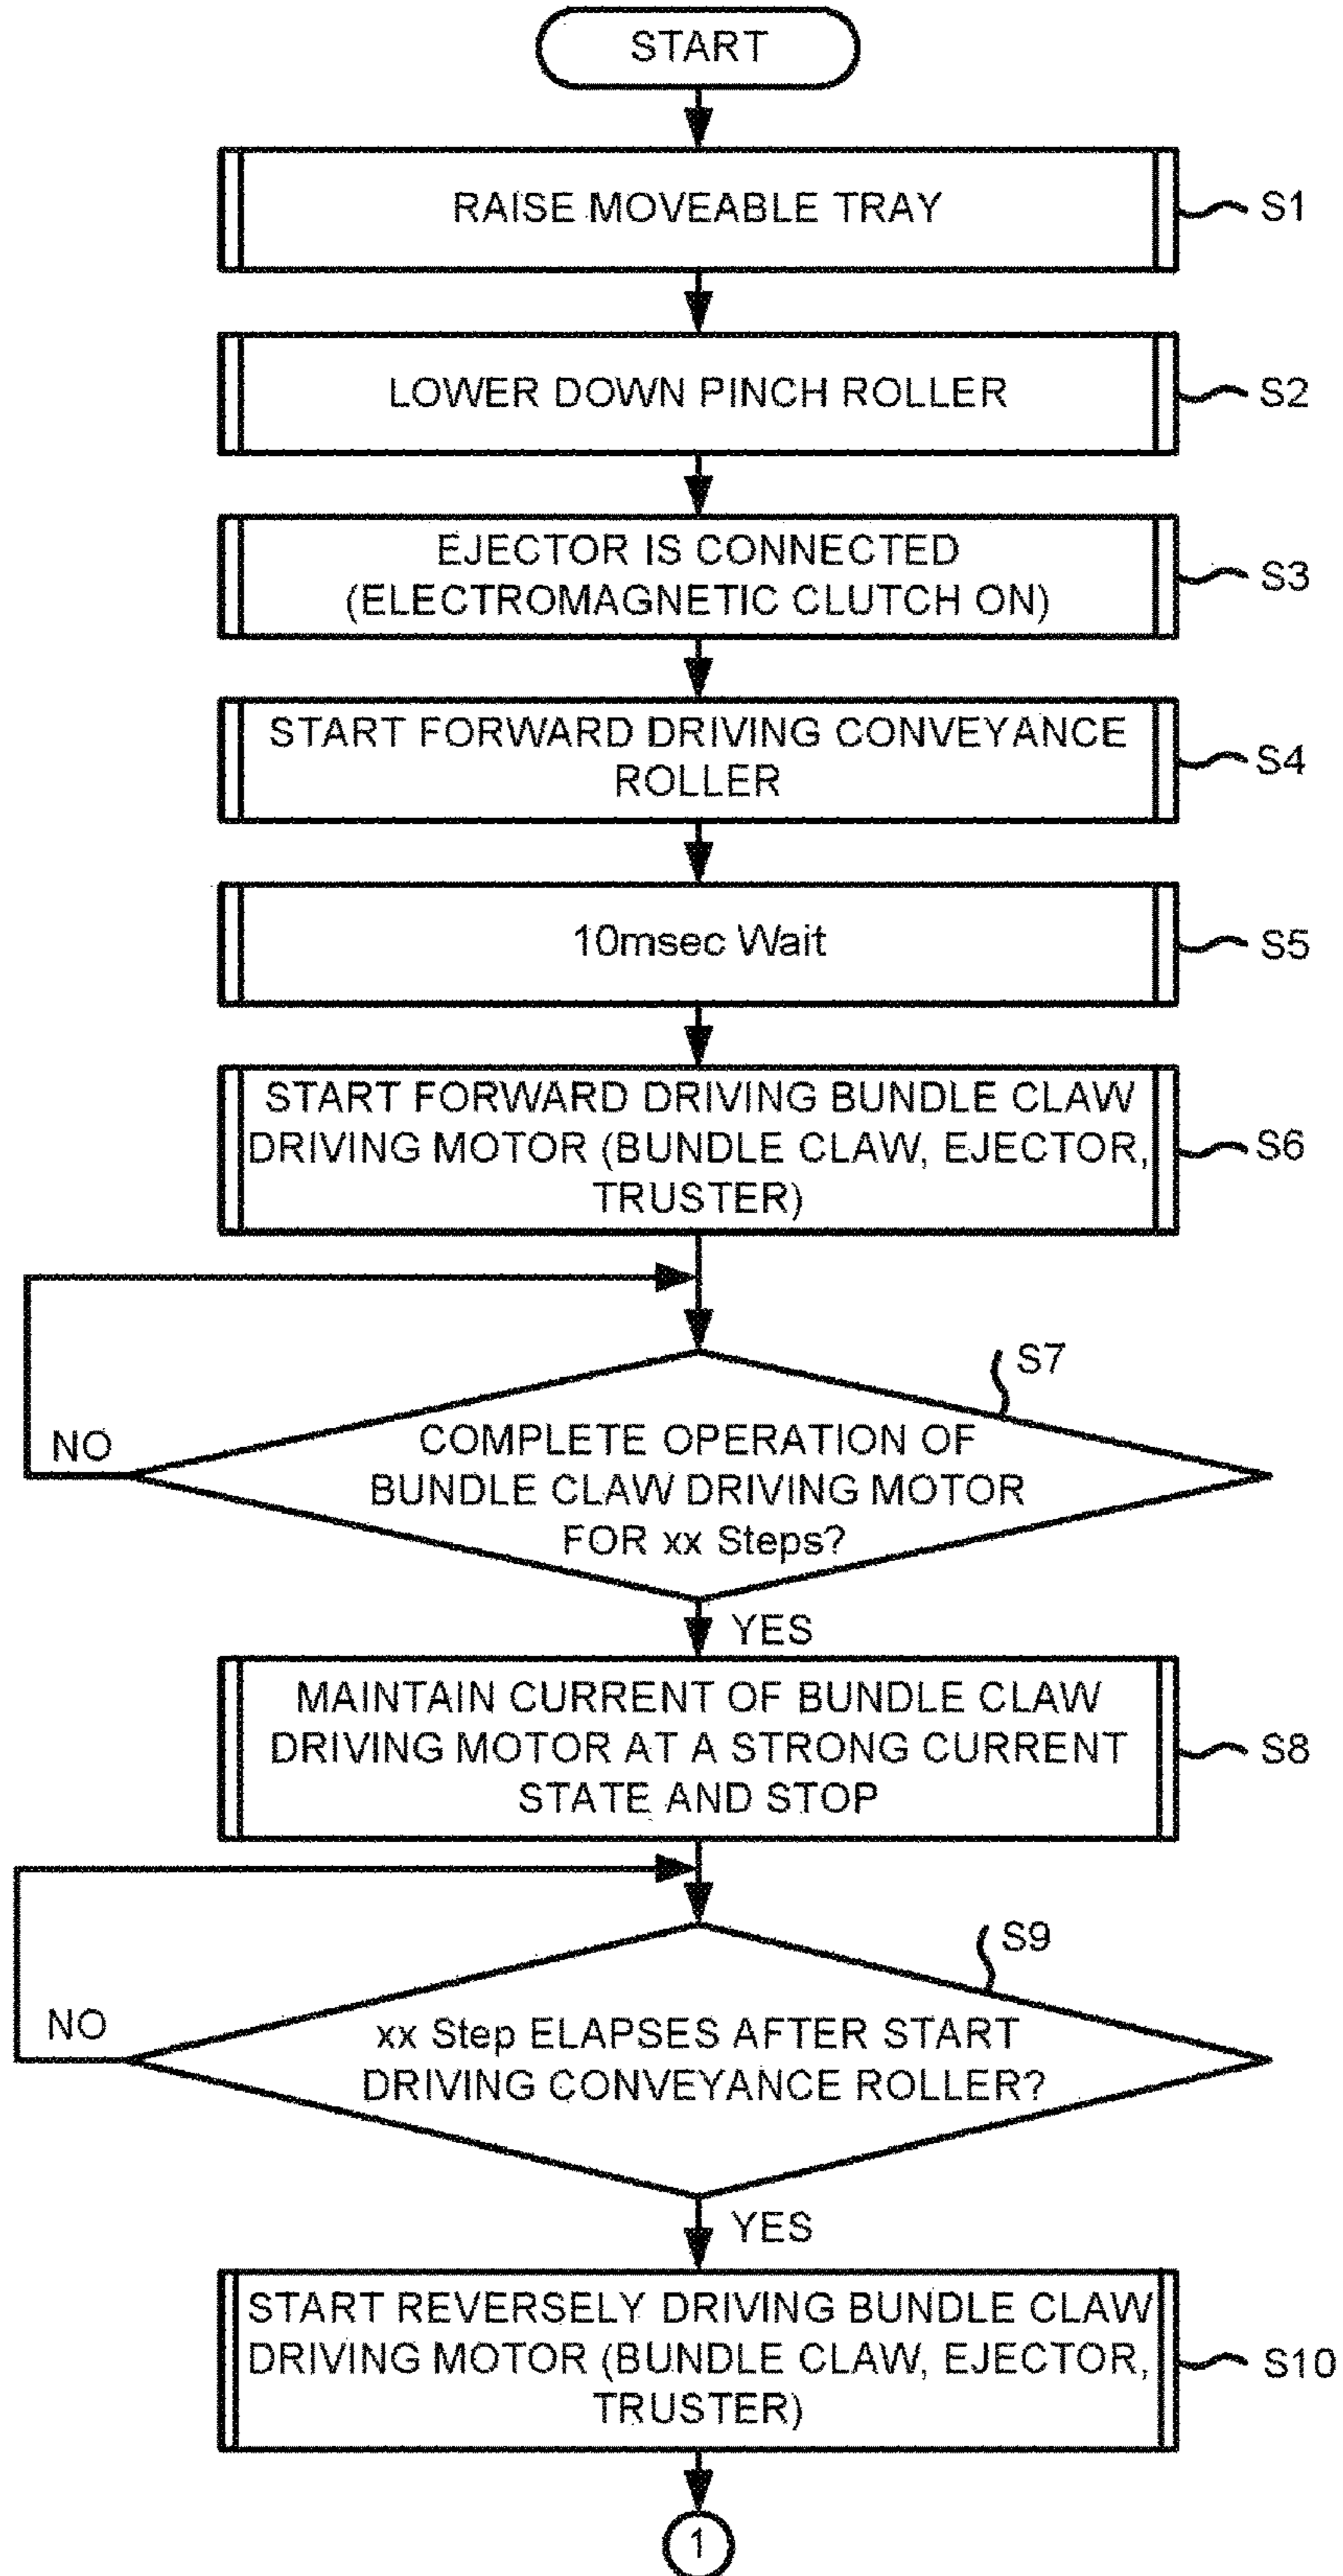 START
RAISE MOVEABLE TRAY
S1
LOWER DOWN PINCH ROLLER
S2
EJECTOR IS CONNECTED
(ELECTROMAGNETIC CLUTCH ON)
S3
START FORWARD DRIVING CONVEYANCE
ROLLER
S4
10msec Wait
S5
START FORWARD DRIVING BUNDLE CLAW
DRIVING MOTOR (BUNDLE CLAW, EJECTOR,
TRUSTER)
S6
S7
NO
COMPLETE OPERATION OF
BUNDLE CLAW DRIVING MOTOR
FOR xx Steps?
YES
MAINTAIN CURRENT OF BUNDLE CLAW
DRIVING MOTOR AT A STRONG CURRENT
STATE AND STOP
S8
S9
NO
xx Step ELAPSES AFTER START
DRIVING CONVEYANCE ROLLER?
YES
START REVERSELY DRIVING BUNDLE CLAW
DRIVING MOTOR (BUNDLE CLAW, EJECTOR,
TRUSTER)
S10
1